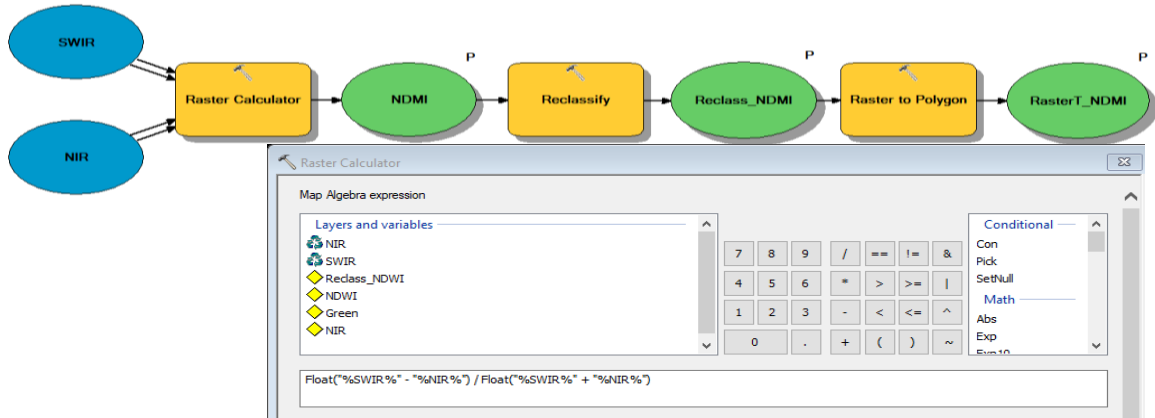 SWIR
P
P
P
Raster Calculator
NDMI
Reclassify
Reclass_NDMI
Raster to Polygon
RasterT_NDMI
NIR
Raster Calculator
Map Algebra expression
Layers and variables
NIR
SWIR
Reclass_NDWI
NDWI
Green
NIR
7 8 9 / == != &
4 5 6 * > >= |
1 2 3 - < <= ^
0 . + ( ) ~
Conditional
Con
Pick
SetNull
Math
Abs
Exp
Exp10
Float("%SWIR%" - "%NIR%") / Float("%SWIR%" + "%NIR%")